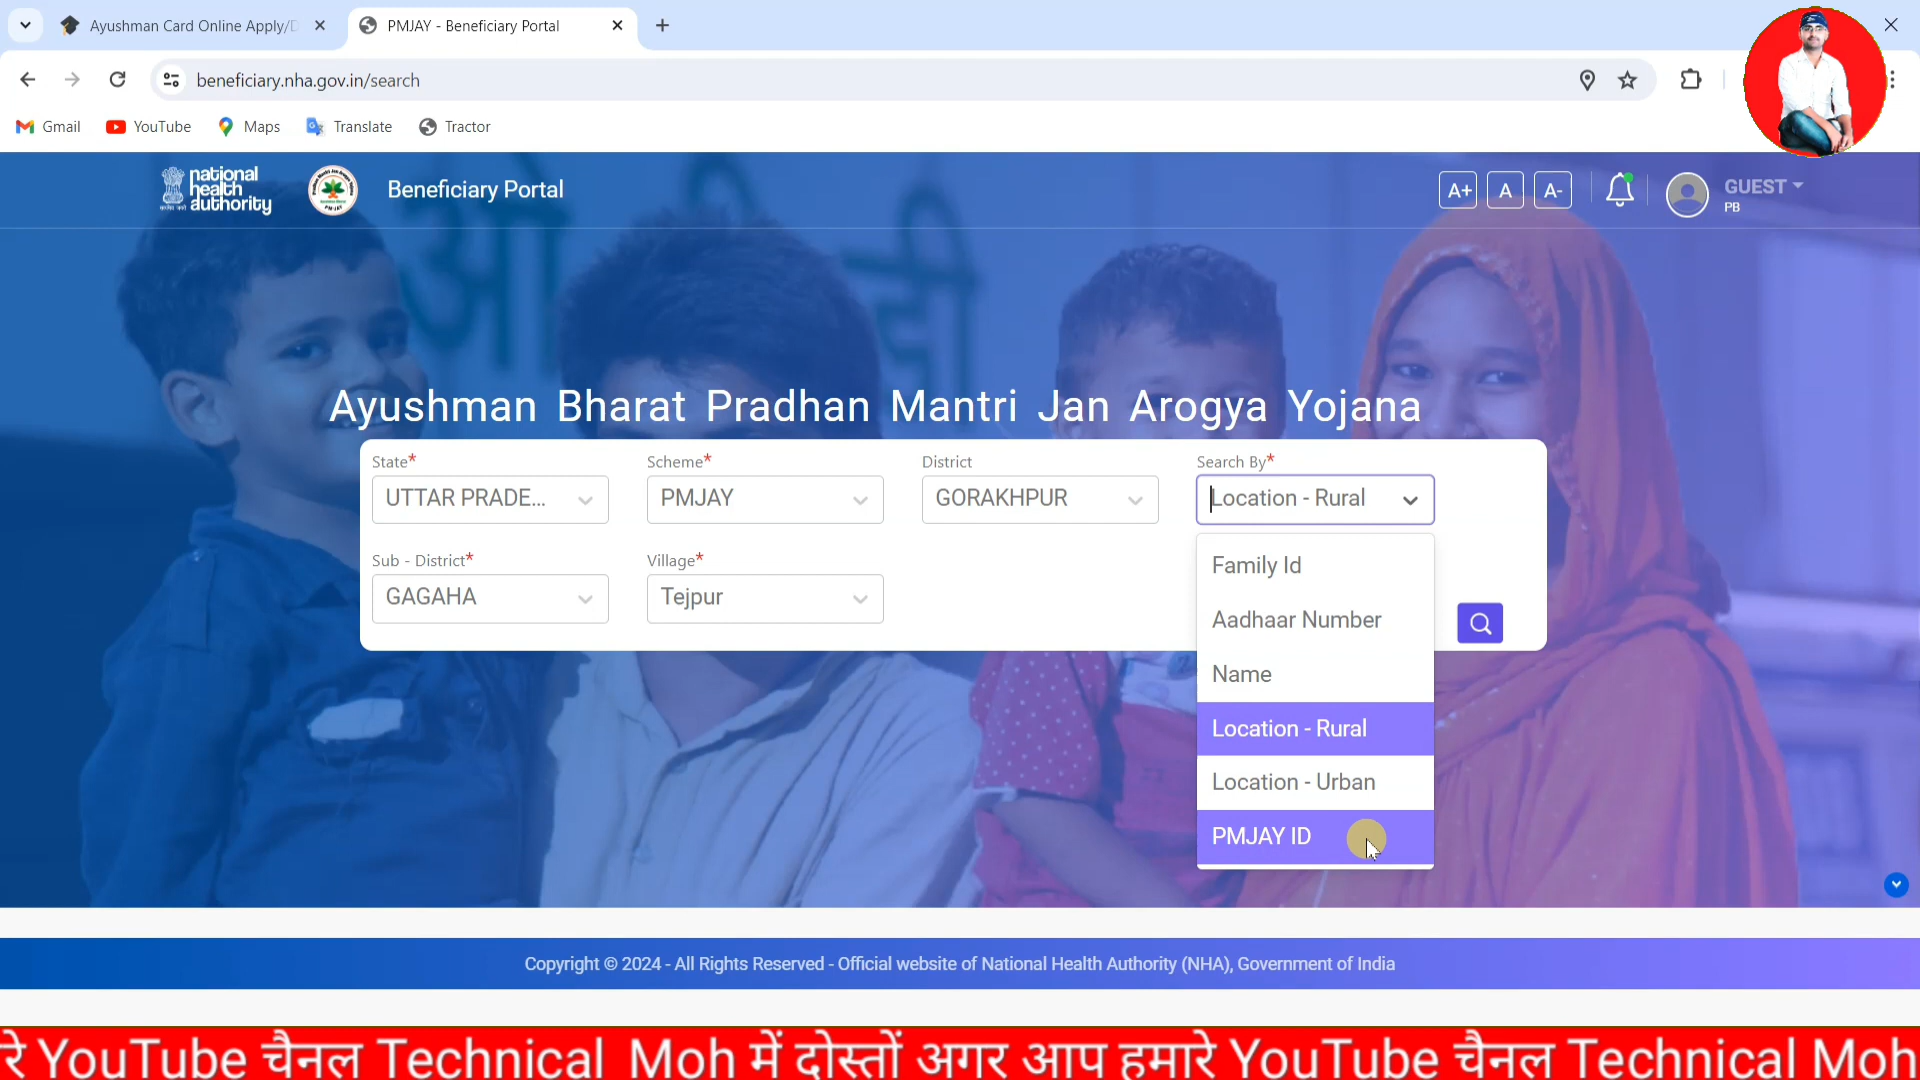 Ayushman Card Online Apply/D
PMJAY - Beneficiary Portal
beneficiary.nha.gov.in/search
Gmail
YouTube
Maps
Translate
Tractor
national
health
authority
Beneficiary Portal
A+
A
A-
GUEST
PB
Ayushman Bharat Pradhan Mantri Jan Arogya Yojana
State*
Scheme*
District
Search By*
UTTAR PRADE...
PMJAY
GORAKHPUR
Location - Rural
Sub - District*
Village*
GAGAHA
Tejpur
Family Id
Aadhaar Number
Name
Location - Rural
Location - Urban
PMJAY ID
Copyright © 2024 - All Rights Reserved - Official website of National Health Authority (NHA), Government of India
रे YouTube चैनल Technical Moh में दोस्तों अगर आप हमारे YouTube चैनल Technical Moh